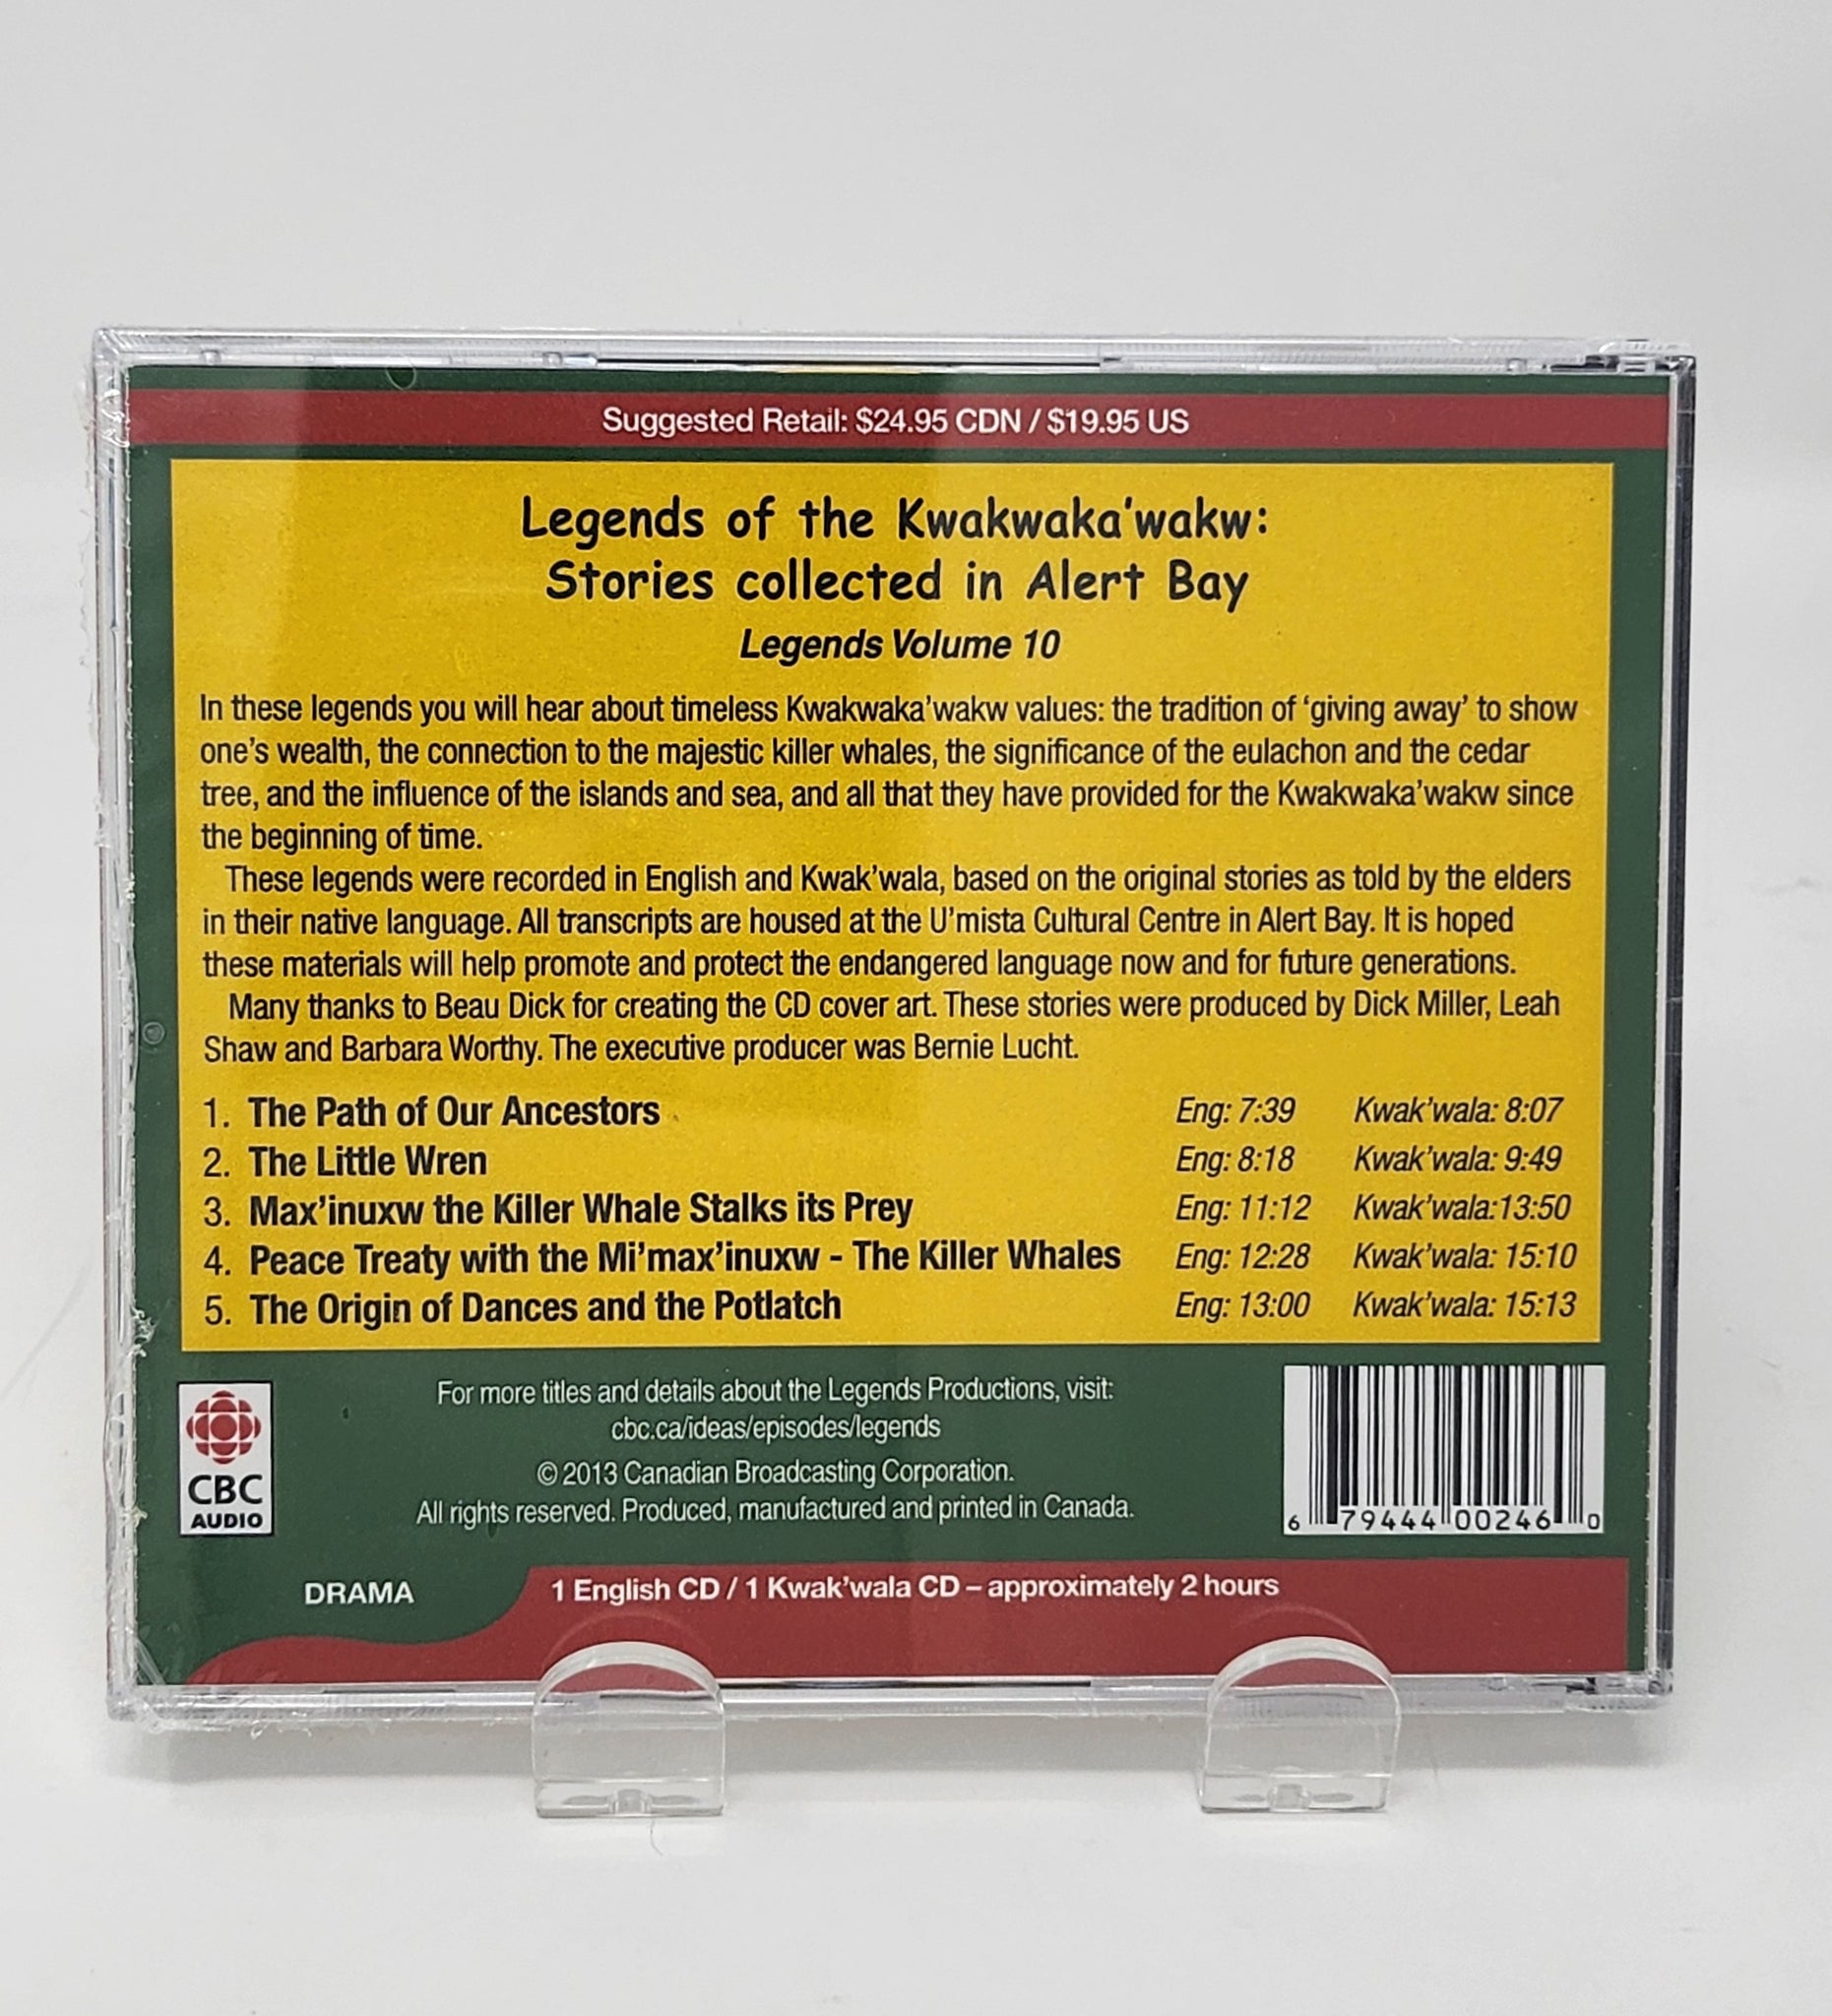 Suggested Retail: $24.95 CDN / $19.95 US
Legends of the Kwakwaka'wakw:
Stories collected in Alert Bay
Legends Volume 10
In these legends you will hear about timeless Kwakwaka'wakw values: the tradition of 'giving away' to show
one's wealth, the connection to the majestic killer whales, the significance of the eulachon and the cedar
tree, and the influence of the islands and sea, and all that they have provided for the Kwakwaka'wakw since
the beginning of time.
These legends were recorded in English and Kwak'wala, based on the original stories as told by the elders
in their native language. All transcripts are housed at the U'mista Cultural Centre in Alert Bay. It is hoped
these materials will help promote and protect the endangered language now and for future generations.
Many thanks to Beau Dick for creating the CD cover art. These stories were produced by Dick Miller, Leah
Shaw and Barbara Worthy. The executive producer was Bernie Lucht.
1. The Path of Our Ancestors Eng: 7:39 Kwak'wala: 8:07
2. The Little Wren Eng: 8:18 Kwak'wala: 9:49
3. Max'inuxw the Killer Whale Stalks its Prey Eng: 11:12 Kwak'wala:13:50
4. Peace Treaty with the Mi'max'inuxw - The Killer Whales Eng: 12:28 Kwak'wala: 15:10
5. The Origin of Dances and the Potlatch Eng: 13:00 Kwak'wala: 15:13
For more titles and details about the Legends Productions, visit:
cbc.ca/ideas/episodes/legends
© 2013 Canadian Broadcasting Corporation.
All rights reserved. Produced, manufactured and printed in Canada.
CBC
AUDIO
6 79444 00246 0
DRAMA
1 English CD / 1 Kwak'wala CD – approximately 2 hours